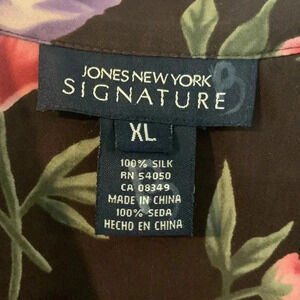 JONES NEW YORK
SIGNATURE
XL
100% SILK
RN 54050
CA 08349
MADE IN CHINA
100% SEDA
HECHO EN CHINA